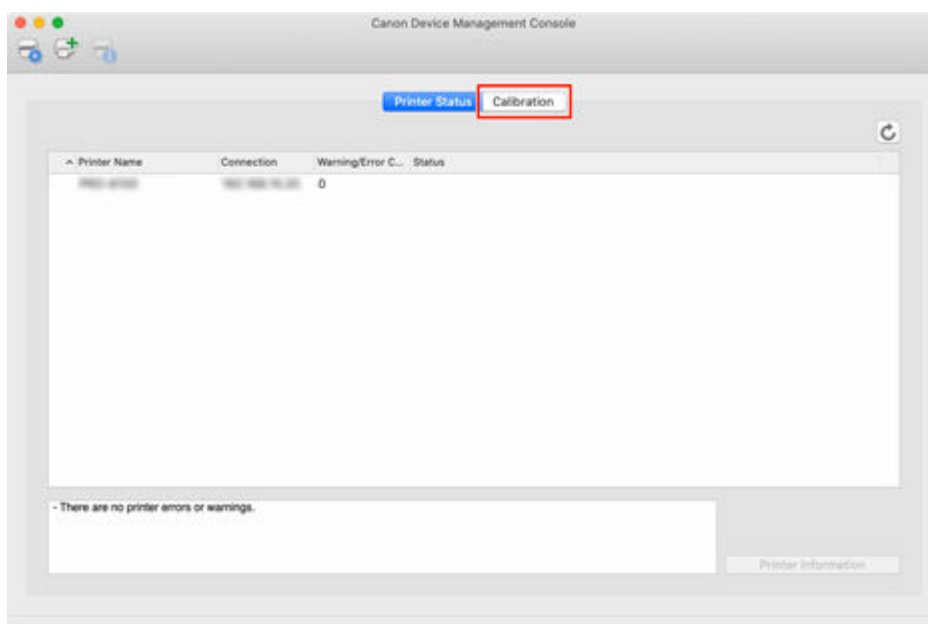 Canon Device Management Console
Printer Status Calibration
Printer Name Connection Warning/Error C... Status
0
- There are no printer errors or warnings.
Printer Information